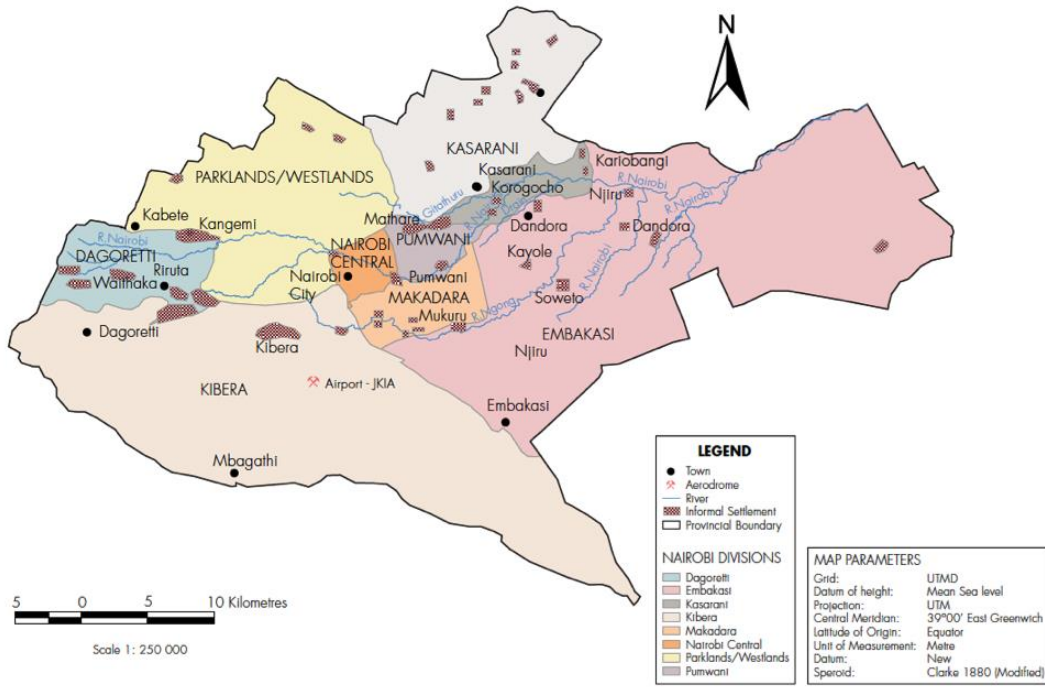 N
KASARANI
Kasarani
Korogocho
Kariobangi
R.Nairobi
Njiru
R.Nairobi
PARKLANDS/WESTLANDS
Gitathuru
Mathare
Kabete
Kangemi
R.Nairobi
DAGORETTI
Riruta
Waithaka
NAIROBI
CENTRAL
Nairobi
City
PUMWANI
Pumwani
Dandora
Dandora
Kayole
MAKADARA
Mukuru
Soweto
R.Ngong
R.Nairobi
EMBAKASI
Njiru
Dagoretti
Kibera
KIBERA
Airport - JKIA
Embakasi
Mbagathi
5 0 5 10 Kilometres
Scale 1: 250 000
LEGEND
Town
Aerodrome
River
Informal Settlement
Provincial Boundary
NAIROBI DIVISIONS
Dagoretti
Embakasi
Kasarani
Kibera
Makadara
Nairobi Central
Parklands/Westlands
Pumwani
MAP PARAMETERS
Grid: UTMD
Datum of height: Mean Sea level
Projection: UTM
Central Meridian: 39°00' East Greenwich
Latitude of Origin: Equator
Unit of Measurement: Metre
Datum: New
Speroid: Clarke 1880 (Modified)